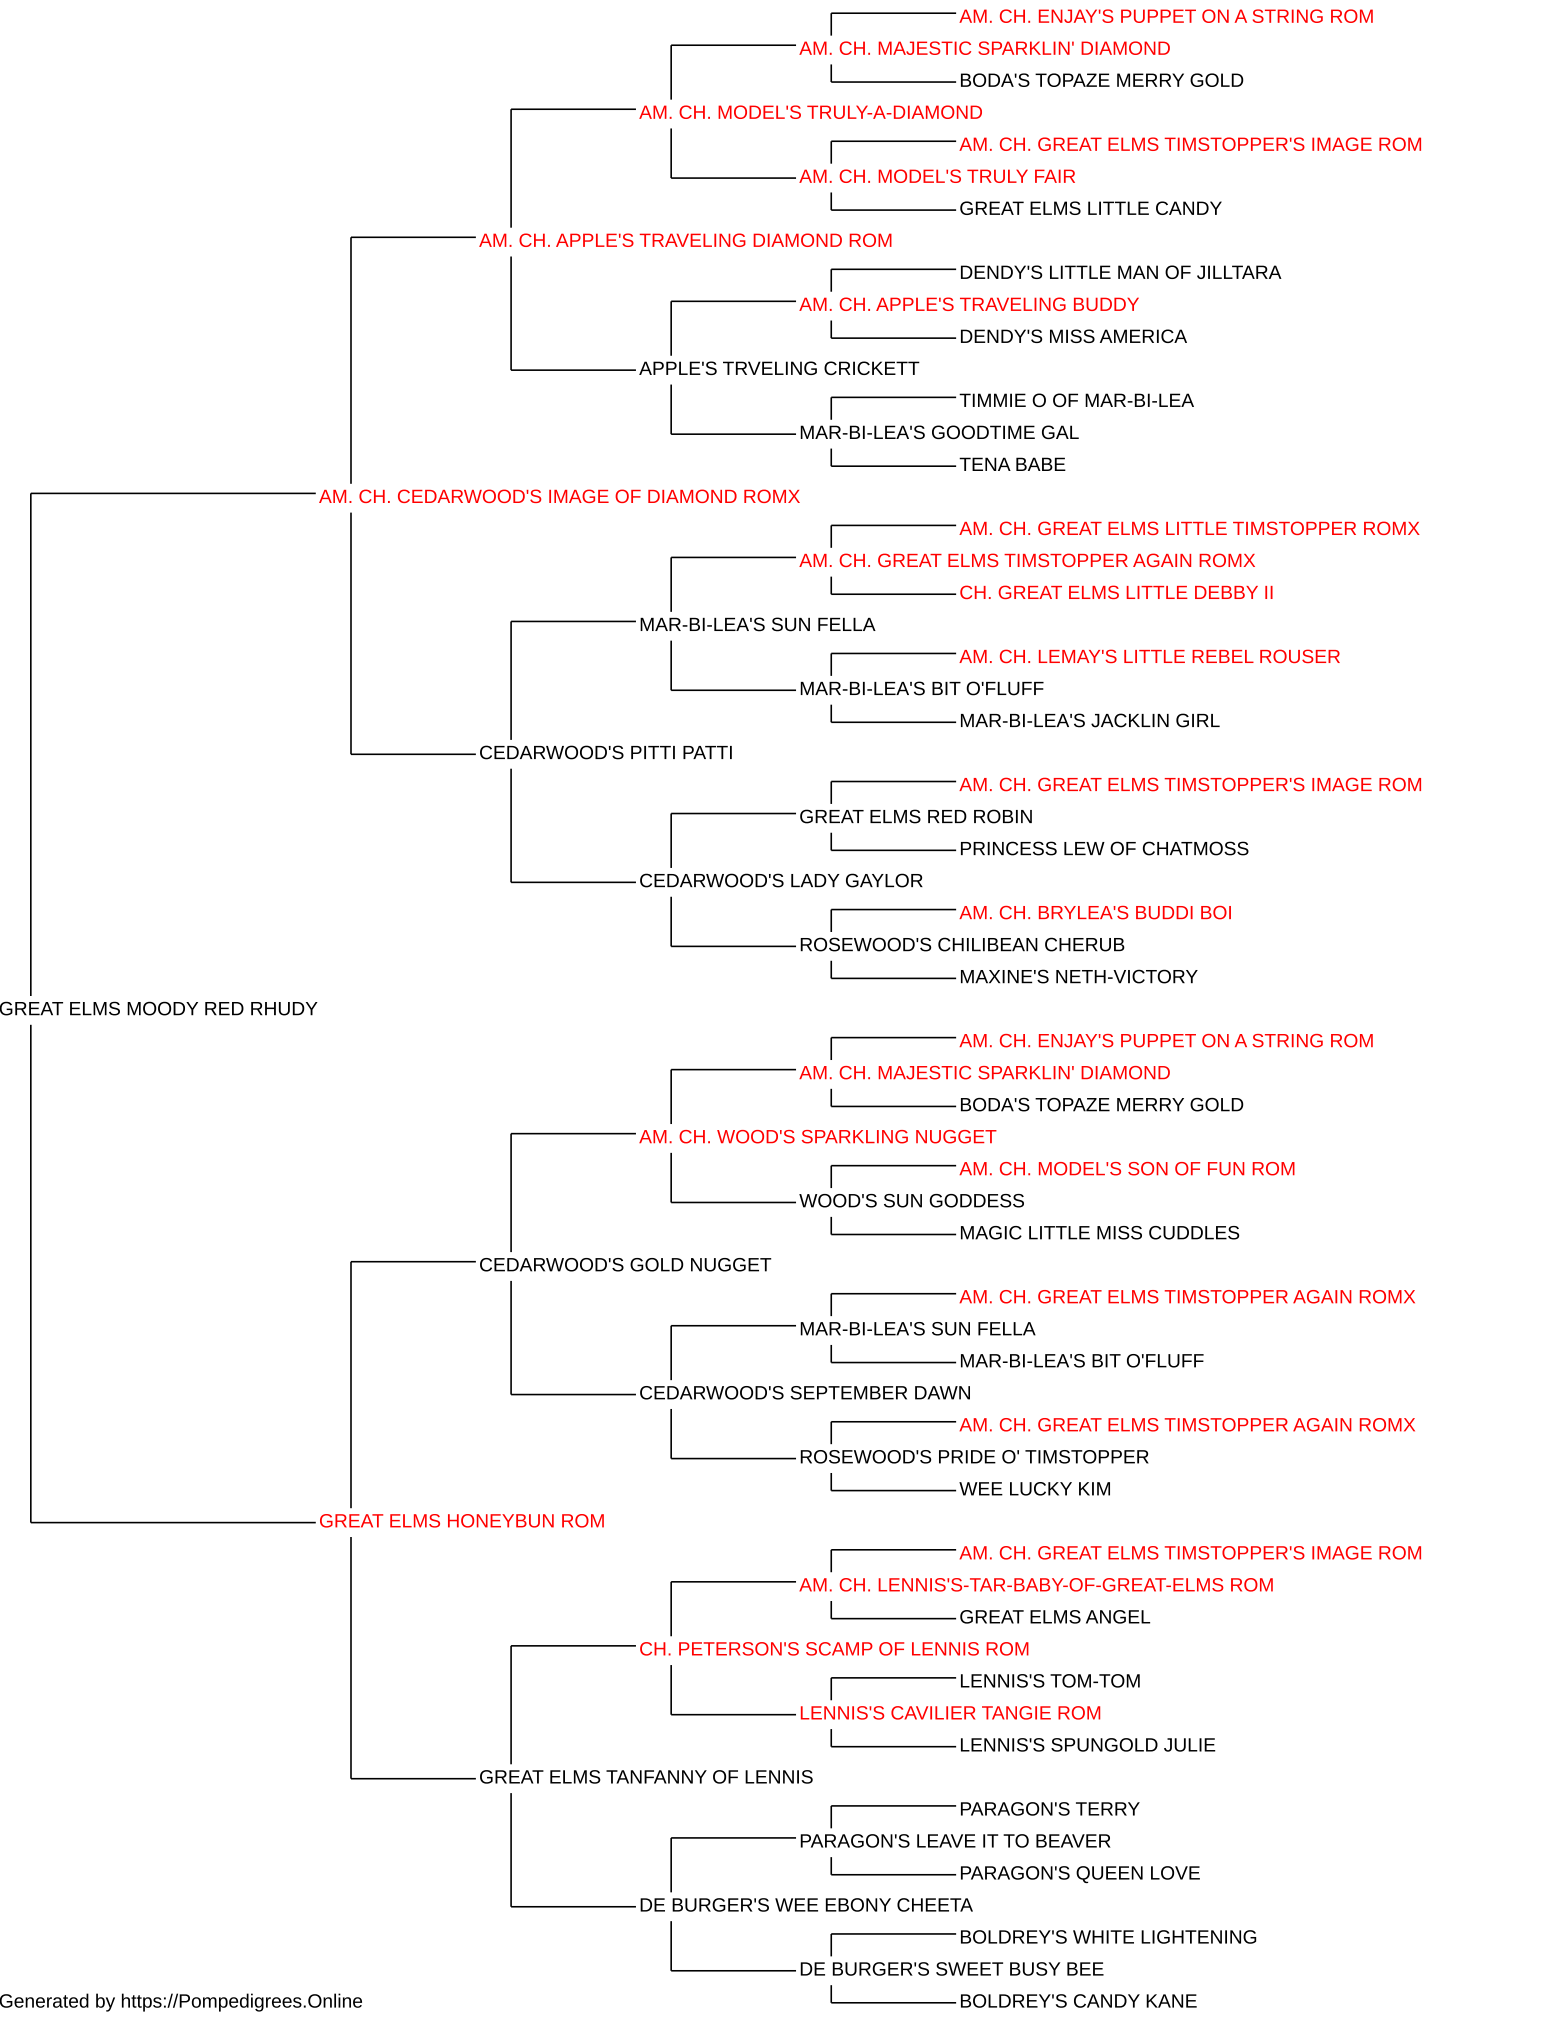 AM. CH. ENJAY'S PUPPET ON A STRING ROM
AM. CH. MAJESTIC SPARKLIN' DIAMOND
BODA'S TOPAZE MERRY GOLD
AM. CH. MODEL'S TRULY-A-DIAMOND
AM. CH. GREAT ELMS TIMSTOPPER'S IMAGE ROM
AM. CH. MODEL'S TRULY FAIR
GREAT ELMS LITTLE CANDY
AM. CH. APPLE'S TRAVELING DIAMOND ROM
DENDY'S LITTLE MAN OF JILLTARA
AM. CH. APPLE'S TRAVELING BUDDY
DENDY'S MISS AMERICA
APPLE'S TRVELING CRICKETT
TIMMIE O OF MAR-BI-LEA
MAR-BI-LEA'S GOODTIME GAL
TENA BABE
AM. CH. CEDARWOOD'S IMAGE OF DIAMOND ROMX
AM. CH. GREAT ELMS LITTLE TIMSTOPPER ROMX
AM. CH. GREAT ELMS TIMSTOPPER AGAIN ROMX
CH. GREAT ELMS LITTLE DEBBY II
MAR-BI-LEA'S SUN FELLA
AM. CH. LEMAY'S LITTLE REBEL ROUSER
MAR-BI-LEA'S BIT O'FLUFF
MAR-BI-LEA'S JACKLIN GIRL
CEDARWOOD'S PITTI PATTI
AM. CH. GREAT ELMS TIMSTOPPER'S IMAGE ROM
GREAT ELMS RED ROBIN
PRINCESS LEW OF CHATMOSS
CEDARWOOD'S LADY GAYLOR
AM. CH. BRYLEA'S BUDDI BOI
ROSEWOOD'S CHILIBEAN CHERUB
MAXINE'S NETH-VICTORY
GREAT ELMS MOODY RED RHUDY
AM. CH. ENJAY'S PUPPET ON A STRING ROM
AM. CH. MAJESTIC SPARKLIN' DIAMOND
BODA'S TOPAZE MERRY GOLD
AM. CH. WOOD'S SPARKLING NUGGET
AM. CH. MODEL'S SON OF FUN ROM
WOOD'S SUN GODDESS
MAGIC LITTLE MISS CUDDLES
CEDARWOOD'S GOLD NUGGET
AM. CH. GREAT ELMS TIMSTOPPER AGAIN ROMX
MAR-BI-LEA'S SUN FELLA
MAR-BI-LEA'S BIT O'FLUFF
CEDARWOOD'S SEPTEMBER DAWN
AM. CH. GREAT ELMS TIMSTOPPER AGAIN ROMX
ROSEWOOD'S PRIDE O' TIMSTOPPER
WEE LUCKY KIM
GREAT ELMS HONEYBUN ROM
AM. CH. GREAT ELMS TIMSTOPPER'S IMAGE ROM
AM. CH. LENNIS'S-TAR-BABY-OF-GREAT-ELMS ROM
GREAT ELMS ANGEL
CH. PETERSON'S SCAMP OF LENNIS ROM
LENNIS'S TOM-TOM
LENNIS'S CAVILIER TANGIE ROM
LENNIS'S SPUNGOLD JULIE
GREAT ELMS TANFANNY OF LENNIS
PARAGON'S TERRY
PARAGON'S LEAVE IT TO BEAVER
PARAGON'S QUEEN LOVE
DE BURGER'S WEE EBONY CHEETA
BOLDREY'S WHITE LIGHTENING
DE BURGER'S SWEET BUSY BEE
BOLDREY'S CANDY KANE
Generated by https://Pompedigrees.Online